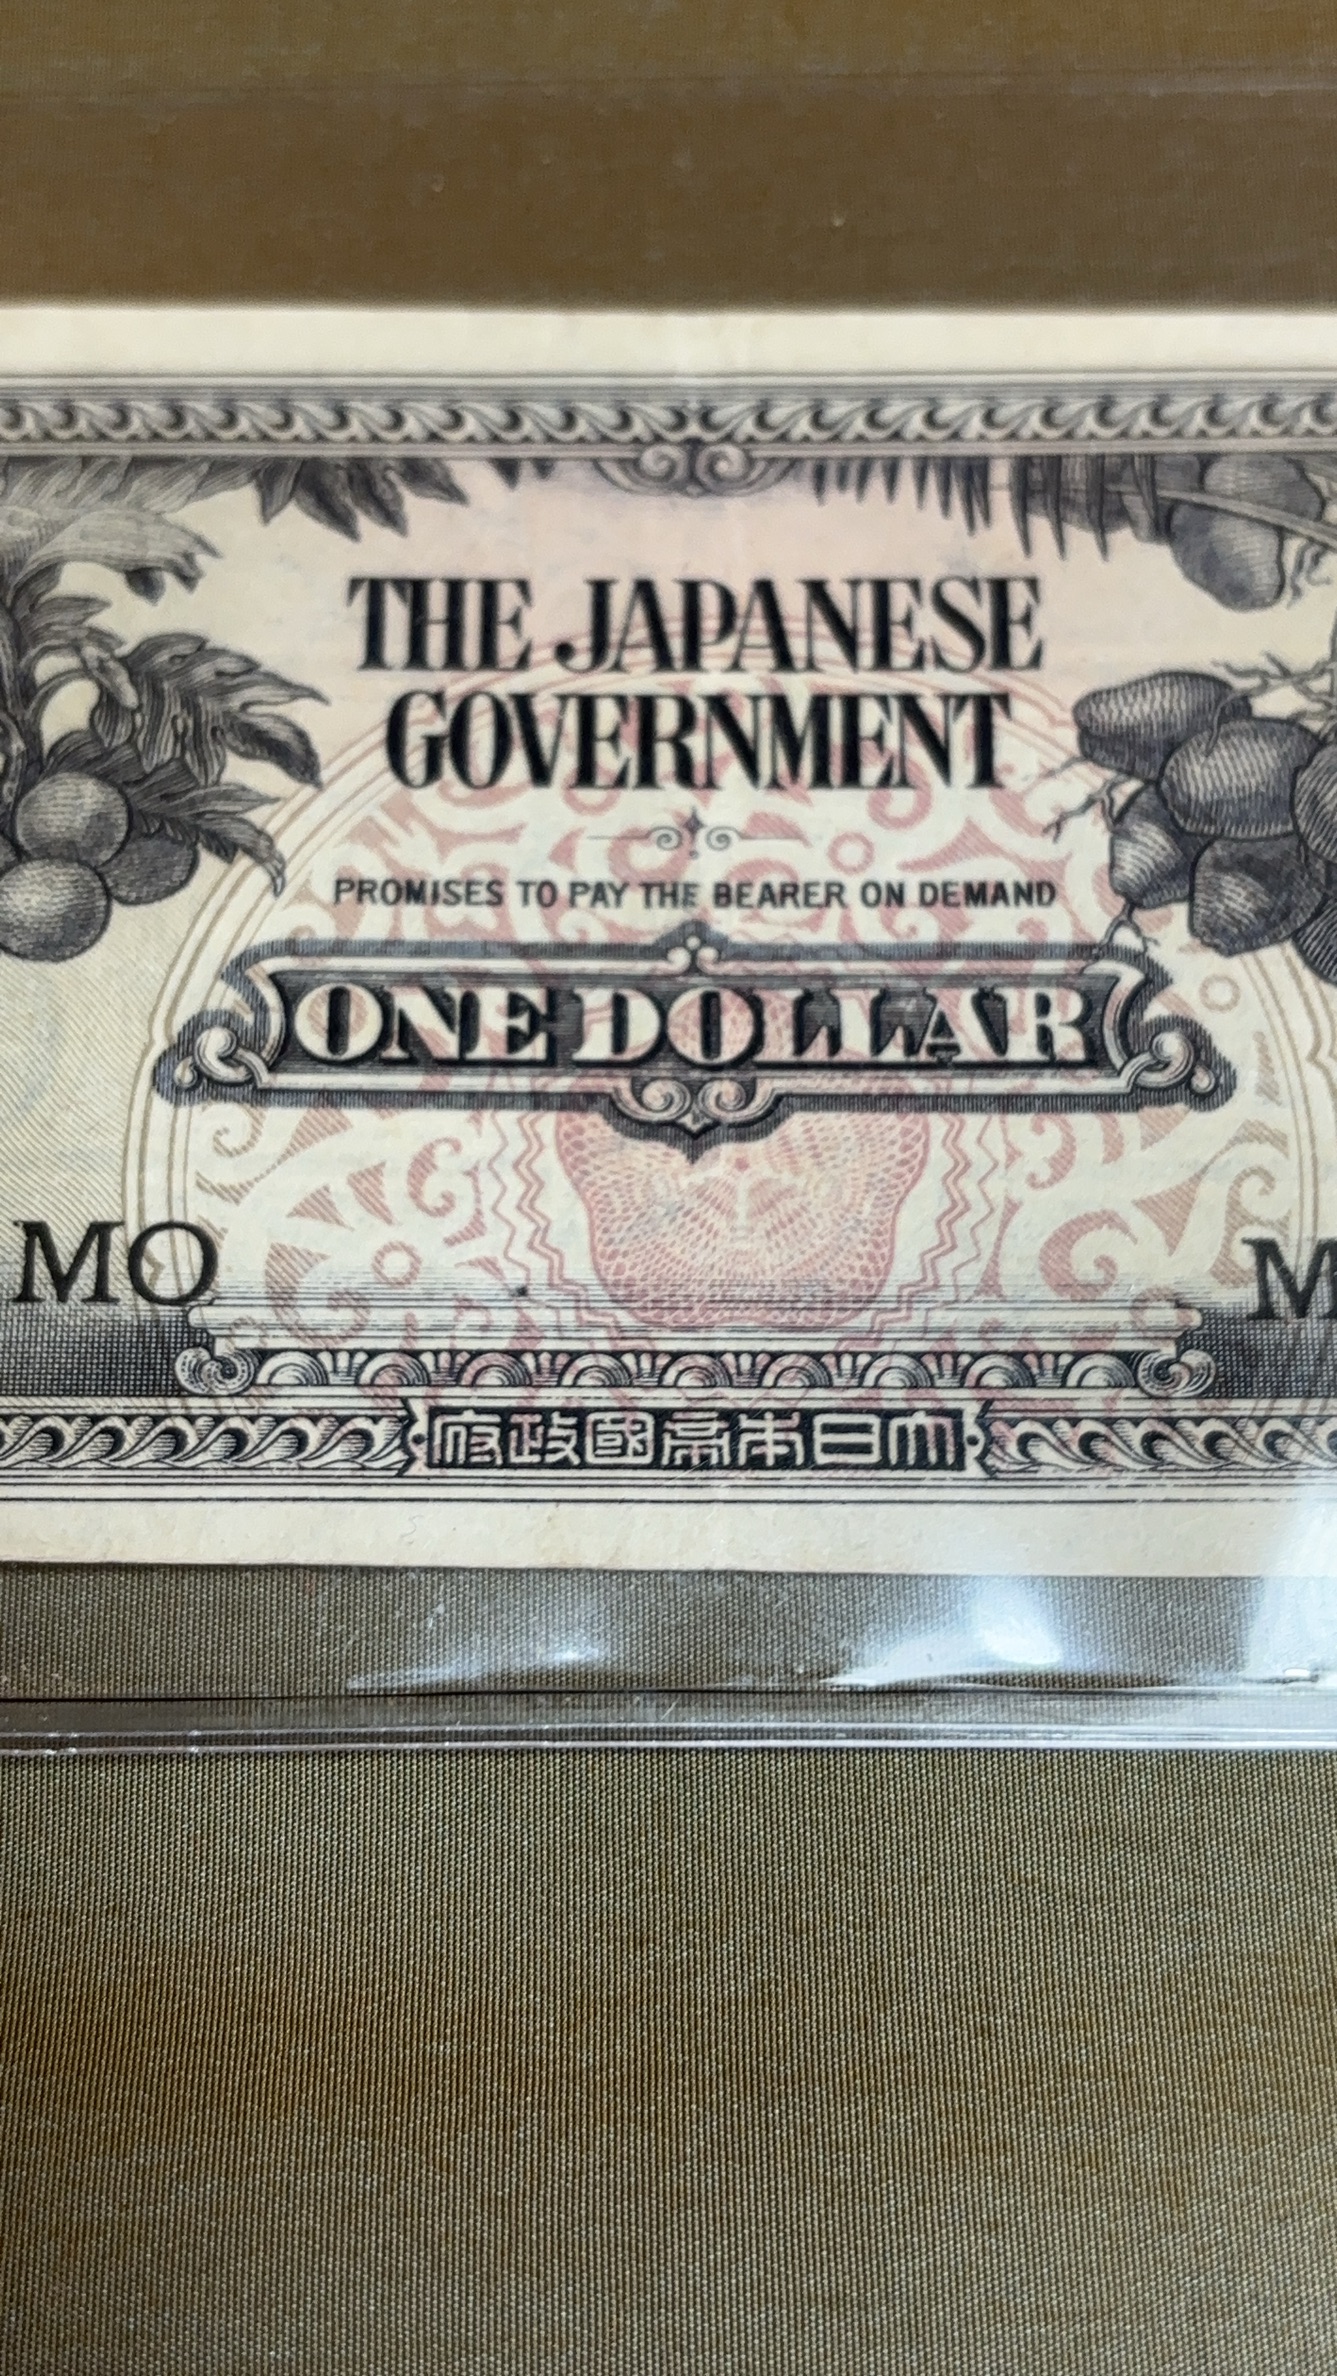 THE JAPANESE
GOVERNMENT
PROMISES TO PAY THE BEARER ON DEMAND
ONE DOLLAR
MO M
府政國帝本日大